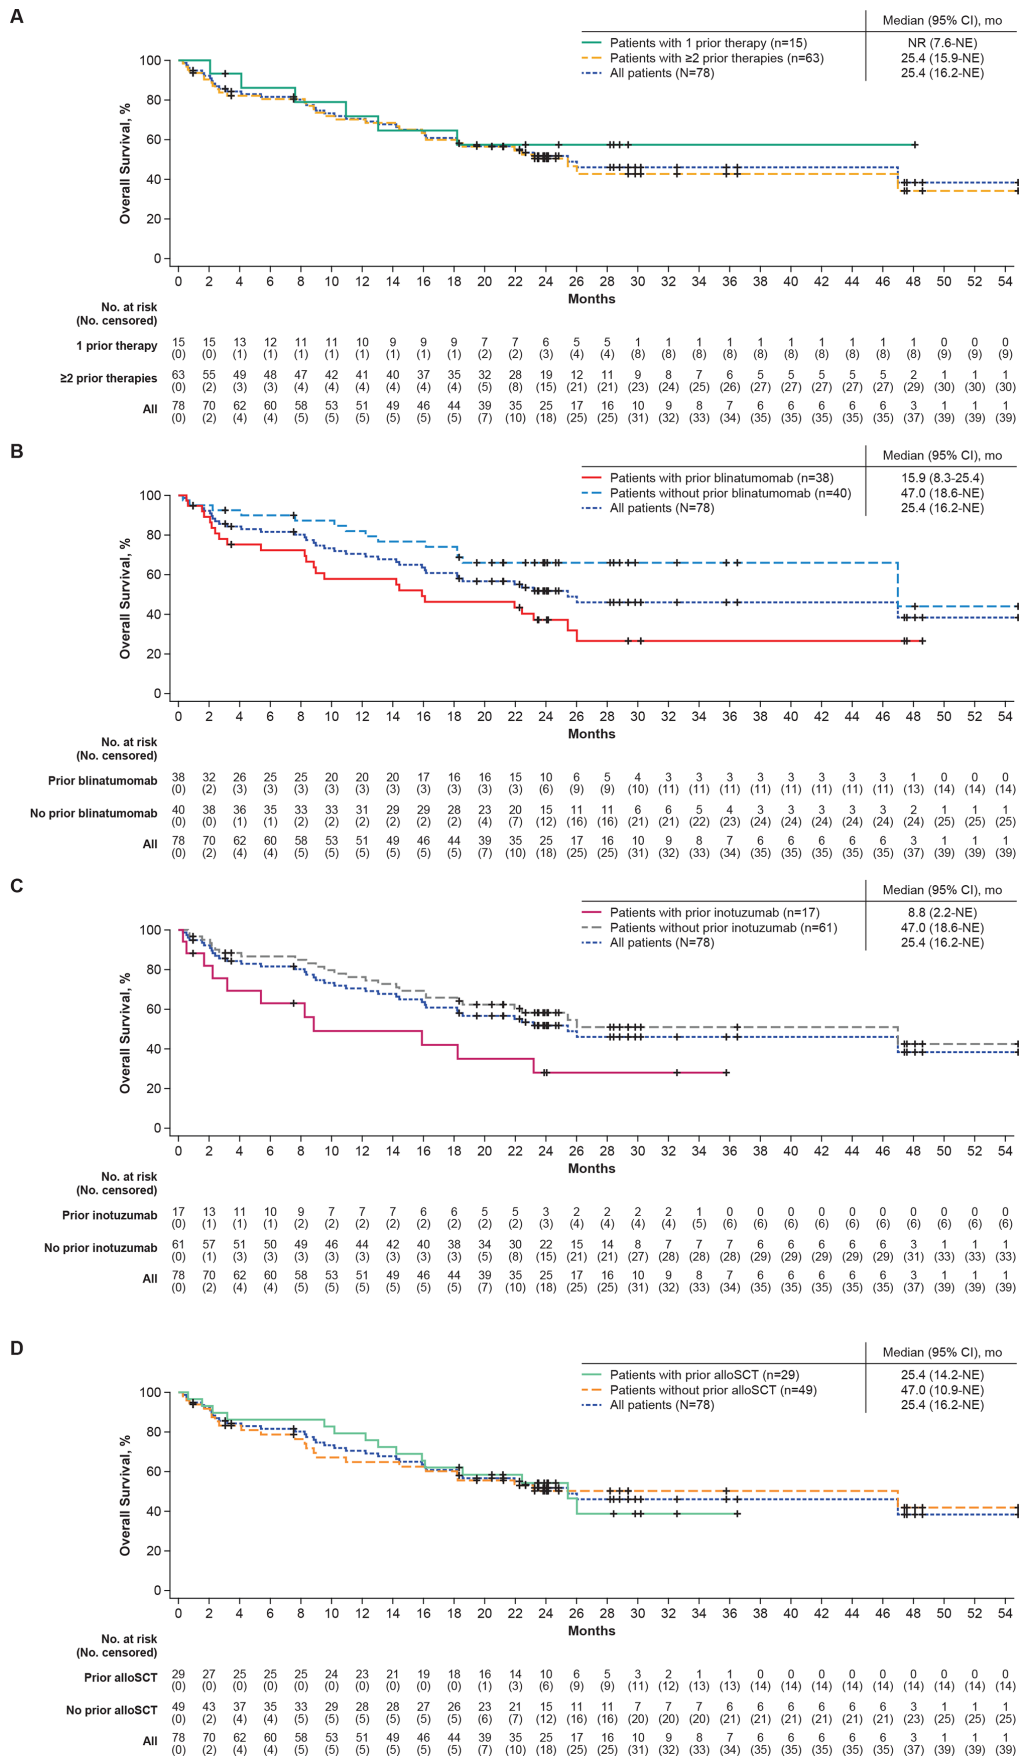 A
Median (95% CI), mo
Patients with 1 prior therapy (n=15) NR (7.6-NE)
Patients with ≥2 prior therapies (n=63) 25.4 (15.9-NE)
All patients (N=78) 25.4 (16.2-NE)
100
80
60
40
20
0
Overall Survival, %
0 2 4 6 8 10 12 14 16 18 20 22 24 26 28 30 32 34 36 38 40 42 44 46 48 50 52 54
Months
No. at risk
(No. censored)
1 prior therapy 15 15 13 12 11 11 10 9 9 9 7 7 6 5 5 1 1 1 1 1 1 1 1 1 1 0 0 0
(0) (0) (1) (1) (1) (1) (1) (1) (1) (1) (2) (2) (3) (4) (4) (8) (8) (8) (8) (8) (8) (8) (8) (8) (8) (9) (9) (9)
≥2 prior therapies 63 55 49 48 47 42 41 40 37 35 32 28 19 12 11 9 8 7 6 5 5 5 5 5 2 1 1 1
(0) (2) (3) (3) (4) (4) (4) (4) (4) (4) (5) (8) (15) (21) (21) (23) (24) (25) (26) (27) (27) (27) (27) (27) (29) (30) (30) (30)
All 78 70 62 60 58 53 51 49 46 44 39 35 25 17 16 10 9 8 7 6 6 6 6 6 3 1 1 1
(0) (2) (4) (4) (5) (5) (5) (5) (5) (5) (7) (10) (18) (25) (25) (31) (32) (33) (34) (35) (35) (35) (35) (35) (37) (39) (39) (39)
B
Median (95% CI), mo
Patients with prior blinatumomab (n=38) 15.9 (8.3-25.4)
Patients without prior blinatumomab (n=40) 47.0 (18.6-NE)
All patients (N=78) 25.4 (16.2-NE)
100
80
60
40
20
0
Overall Survival, %
0 2 4 6 8 10 12 14 16 18 20 22 24 26 28 30 32 34 36 38 40 42 44 46 48 50 52 54
Months
No. at risk
(No. censored)
Prior blinatumomab 38 32 26 25 25 20 20 20 17 16 16 15 10 6 5 4 3 3 3 3 3 3 3 3 1 0 0 0
(0) (2) (3) (3) (3) (3) (3) (3) (3) (3) (3) (3) (6) (9) (9) (10) (11) (11) (11) (11) (11) (11) (11) (11) (13) (14) (14) (14)
No prior blinatumomab 40 38 36 35 33 33 31 29 29 28 23 20 15 11 11 6 6 5 4 3 3 3 3 3 2 1 1 1
(0) (0) (1) (1) (2) (2) (2) (2) (2) (2) (4) (7) (12) (16) (16) (21) (21) (22) (23) (24) (24) (24) (24) (24) (24) (25) (25) (25)
All 78 70 62 60 58 53 51 49 46 44 39 35 25 17 16 10 9 8 7 6 6 6 6 6 3 1 1 1
(0) (2) (4) (4) (5) (5) (5) (5) (5) (5) (7) (10) (18) (25) (25) (31) (32) (33) (34) (35) (35) (35) (35) (35) (37) (39) (39) (39)
C
Median (95% CI), mo
Patients with prior inotuzumab (n=17) 8.8 (2.2-NE)
Patients without prior inotuzumab (n=61) 47.0 (18.6-NE)
All patients (N=78) 25.4 (16.2-NE)
100
80
60
40
20
0
Overall Survival, %
0 2 4 6 8 10 12 14 16 18 20 22 24 26 28 30 32 34 36 38 40 42 44 46 48 50 52 54
Months
No. at risk
(No. censored)
Prior inotuzumab 17 13 11 10 9 7 7 7 6 6 5 5 3 2 2 2 2 1 0 0 0 0 0 0 0 0 0 0
(0) (1) (1) (1) (2) (2) (2) (2) (2) (2) (2) (2) (3) (4) (4) (4) (4) (5) (6) (6) (6) (6) (6) (6) (6) (6) (6) (6)
No prior inotuzumab 61 57 51 50 49 46 44 42 40 38 34 30 22 15 14 8 7 7 7 6 6 6 6 6 3 1 1 1
(0) (1) (3) (3) (3) (3) (3) (3) (3) (3) (5) (8) (15) (21) (21) (27) (28) (28) (28) (29) (29) (29) (29) (29) (31) (33) (33) (33)
All 78 70 62 60 58 53 51 49 46 44 39 35 25 17 16 10 9 8 7 6 6 6 6 6 3 1 1 1
(0) (2) (4) (4) (5) (5) (5) (5) (5) (5) (7) (10) (18) (25) (25) (31) (32) (33) (34) (35) (35) (35) (35) (35) (37) (39) (39) (39)
D
Median (95% CI), mo
Patients with prior alloSCT (n=29) 25.4 (14.2-NE)
Patients without prior alloSCT (n=49) 47.0 (10.9-NE)
All patients (N=78) 25.4 (16.2-NE)
100
80
60
40
20
0
Overall Survival, %
0 2 4 6 8 10 12 14 16 18 20 22 24 26 28 30 32 34 36 38 40 42 44 46 48 50 52 54
Months
No. at risk
(No. censored)
Prior alloSCT 29 27 25 25 25 24 23 21 19 18 16 14 10 6 5 3 2 1 1 0 0 0 0 0 0 0 0 0
(0) (0) (0) (0) (0) (0) (0) (0) (0) (0) (1) (3) (6) (9) (9) (11) (12) (13) (13) (14) (14) (14) (14) (14) (14) (14) (14) (14)
No prior alloSCT 49 43 37 35 33 29 28 28 27 26 23 21 15 11 11 7 7 7 6 6 6 6 6 6 3 1 1 1
(0) (2) (4) (4) (5) (5) (5) (5) (5) (5) (6) (7) (12) (16) (16) (20) (20) (20) (21) (21) (21) (21) (21) (21) (23) (25) (25) (25)
All 78 70 62 60 58 53 51 49 46 44 39 35 25 17 16 10 9 8 7 6 6 6 6 6 3 1 1 1
(0) (2) (4) (4) (5) (5) (5) (5) (5) (5) (7) (10) (18) (25) (25) (31) (32) (33) (34) (35) (35) (35) (35) (35) (37) (39) (39) (39)